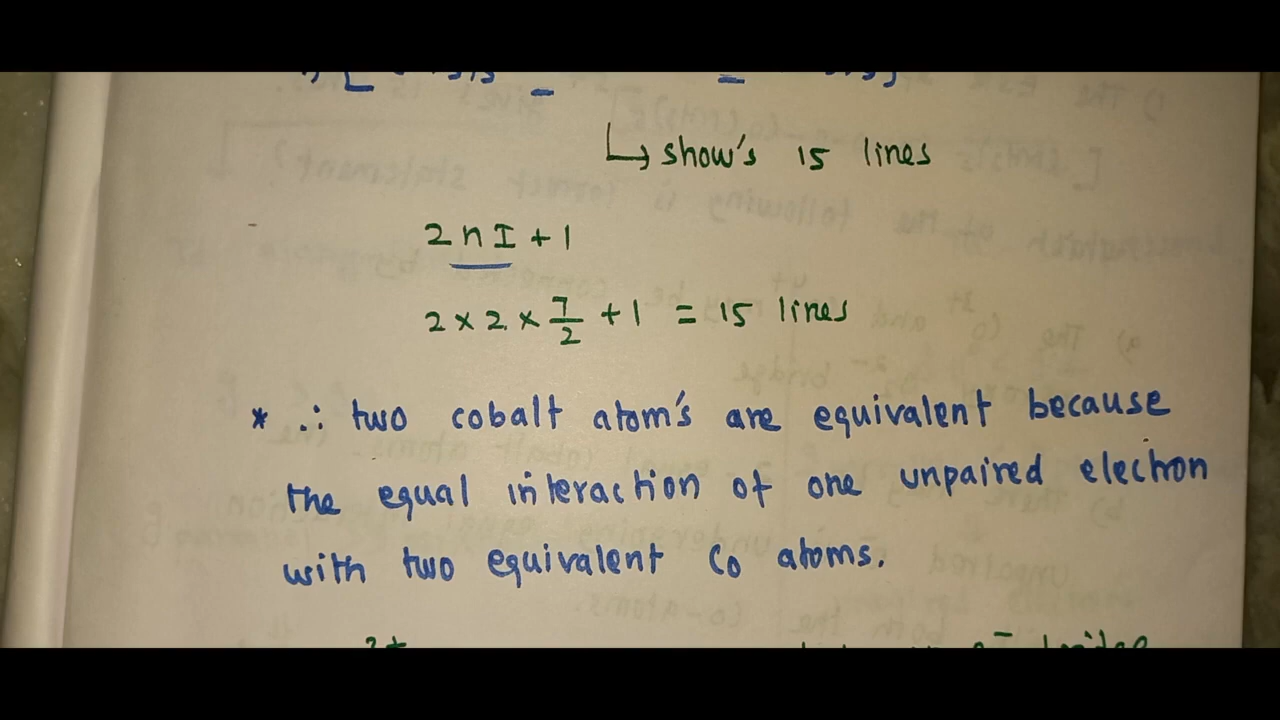 ↳ show's 15 lines
2nI + 1
2 × 2 × 7/2 + 1 = 15 lines
* ∴ two cobalt atom's are equivalent because
the equal interaction of one unpaired electron
with two equivalent Co atoms.